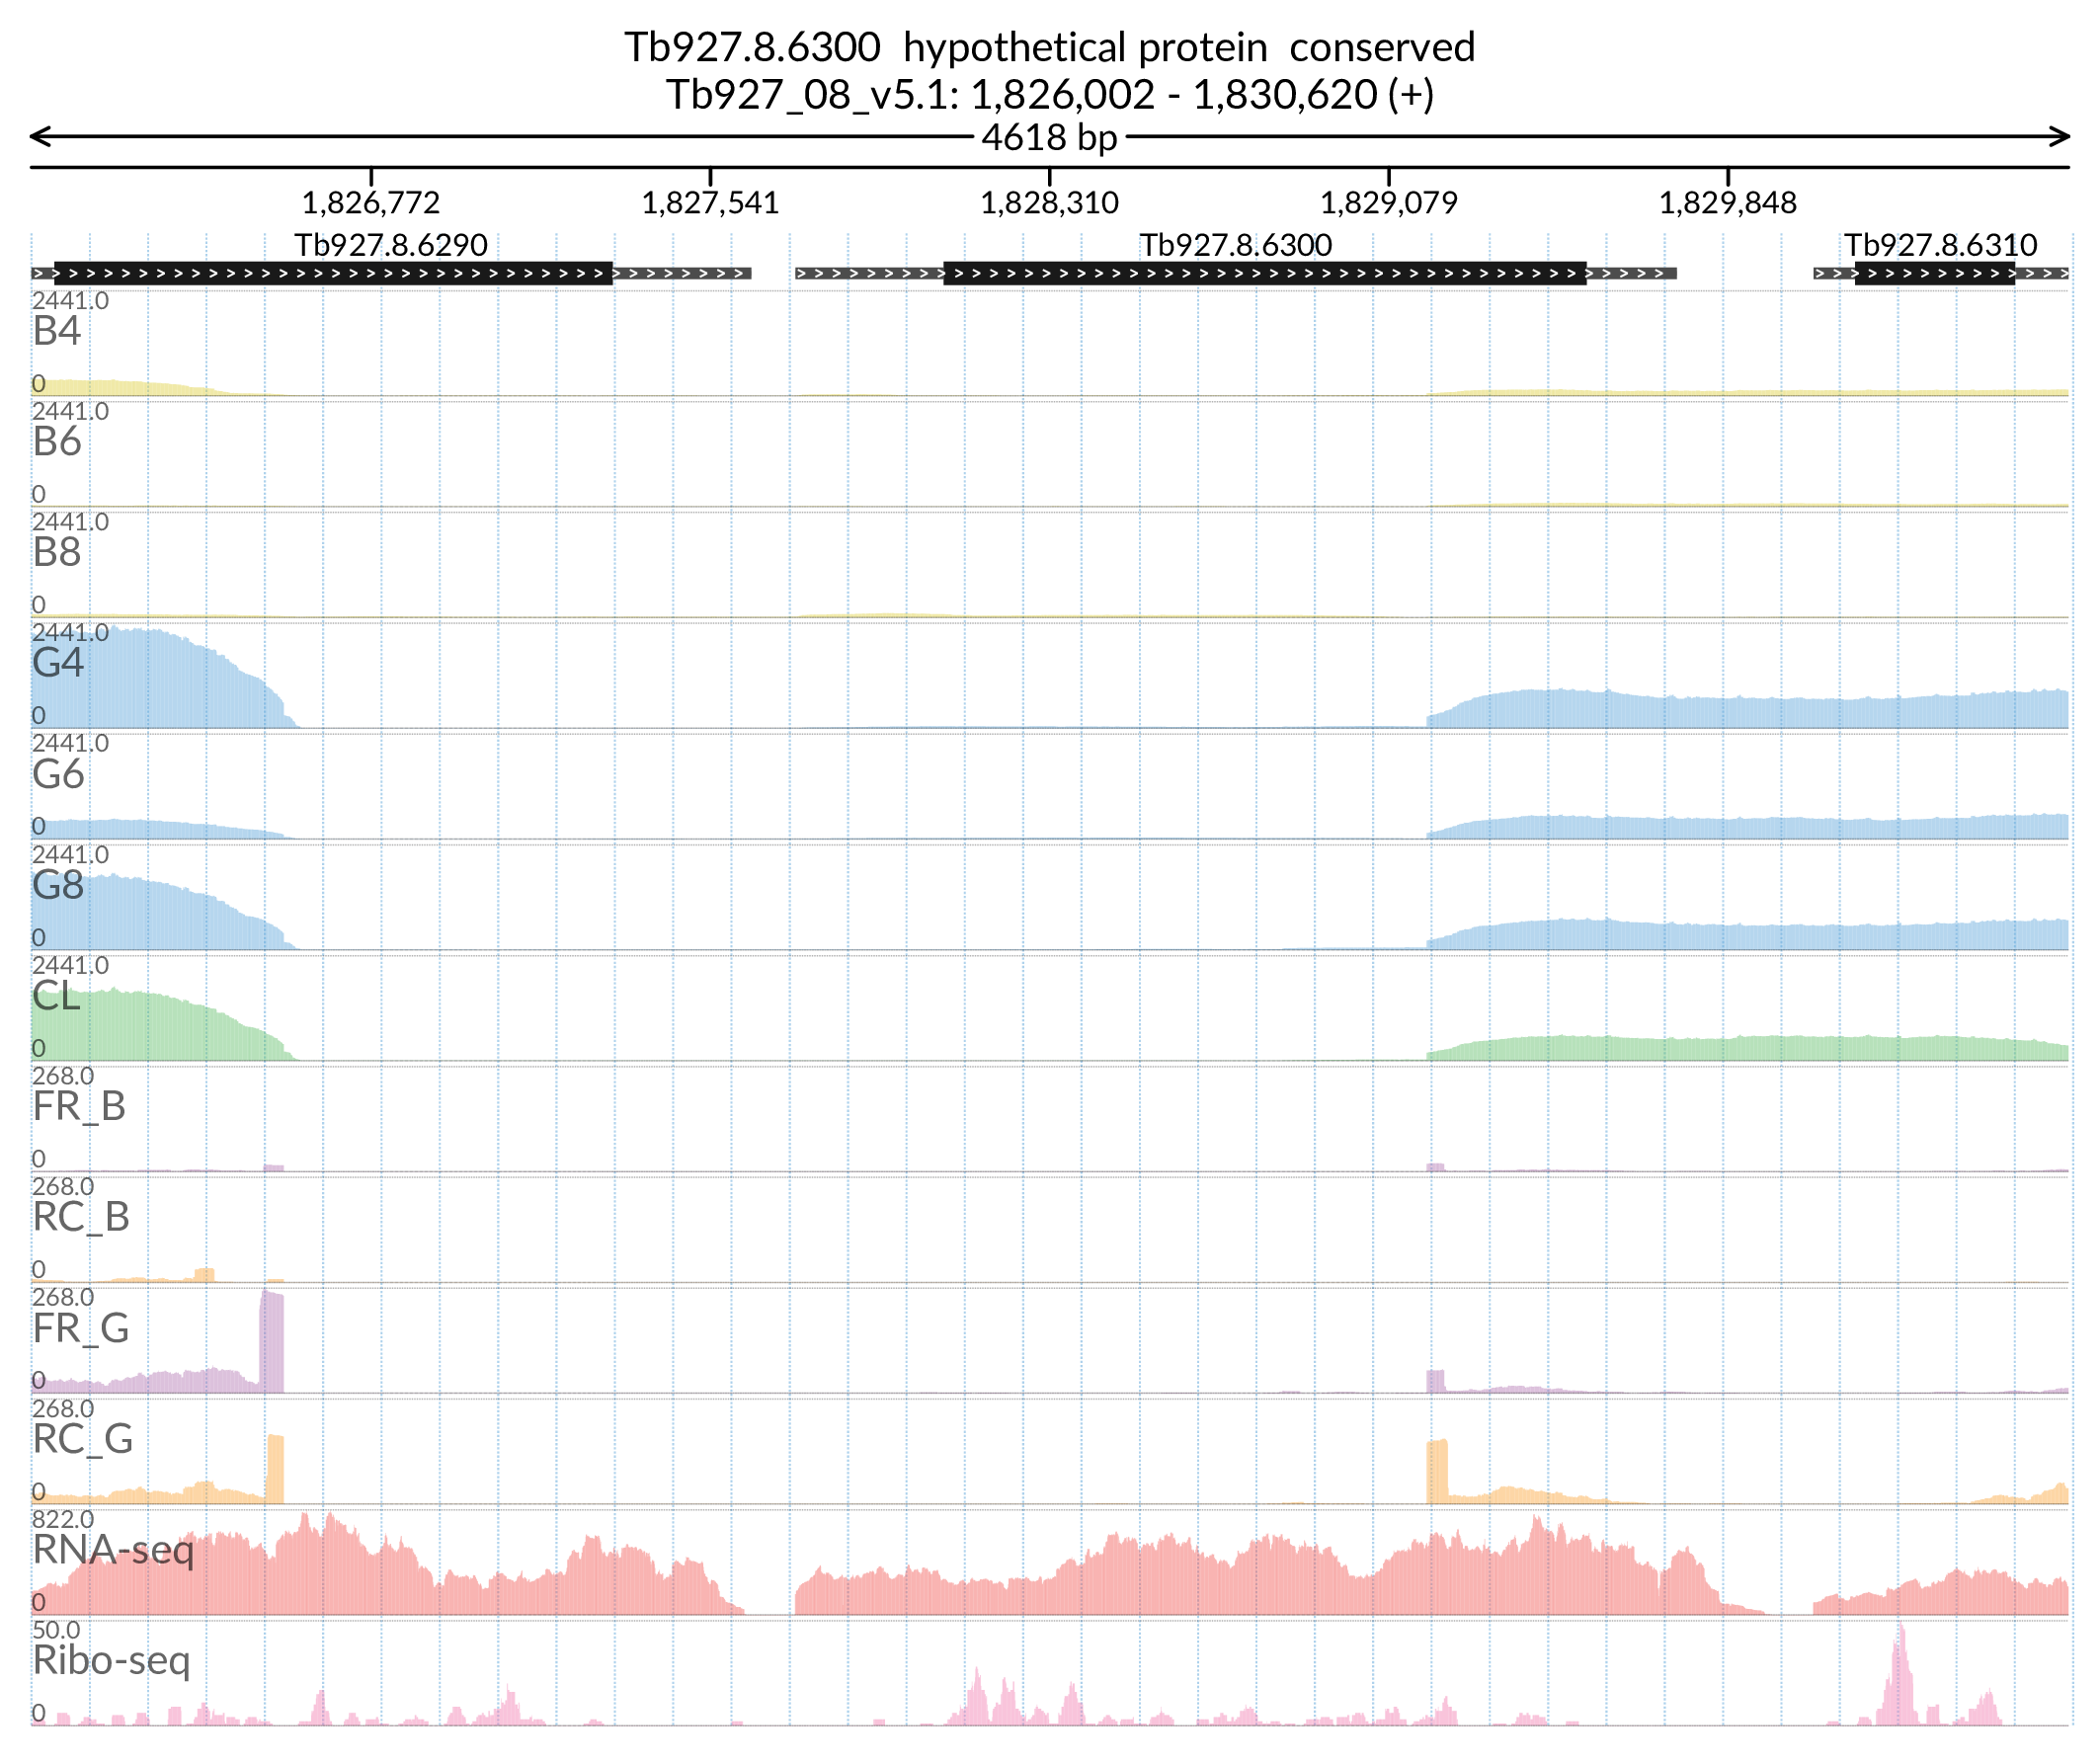 Tb927.8.6300  hypothetical protein  conserved
Tb927_08_v5.1: 1,826,002 - 1,830,620 (+)
4618 bp
1,826,772 1,827,541 1,828,310 1,829,079 1,829,848
Tb927.8.6290 Tb927.8.6300 Tb927.8.6310
2441.0
B4
0
2441.0
B6
0
2441.0
B8
0
2441.0
G4
0
2441.0
G6
0
2441.0
G8
0
2441.0
CL
0
268.0
FR_B
0
268.0
RC_B
0
268.0
FR_G
0
268.0
RC_G
0
822.0
RNA-seq
0
50.0
Ribo-seq
0